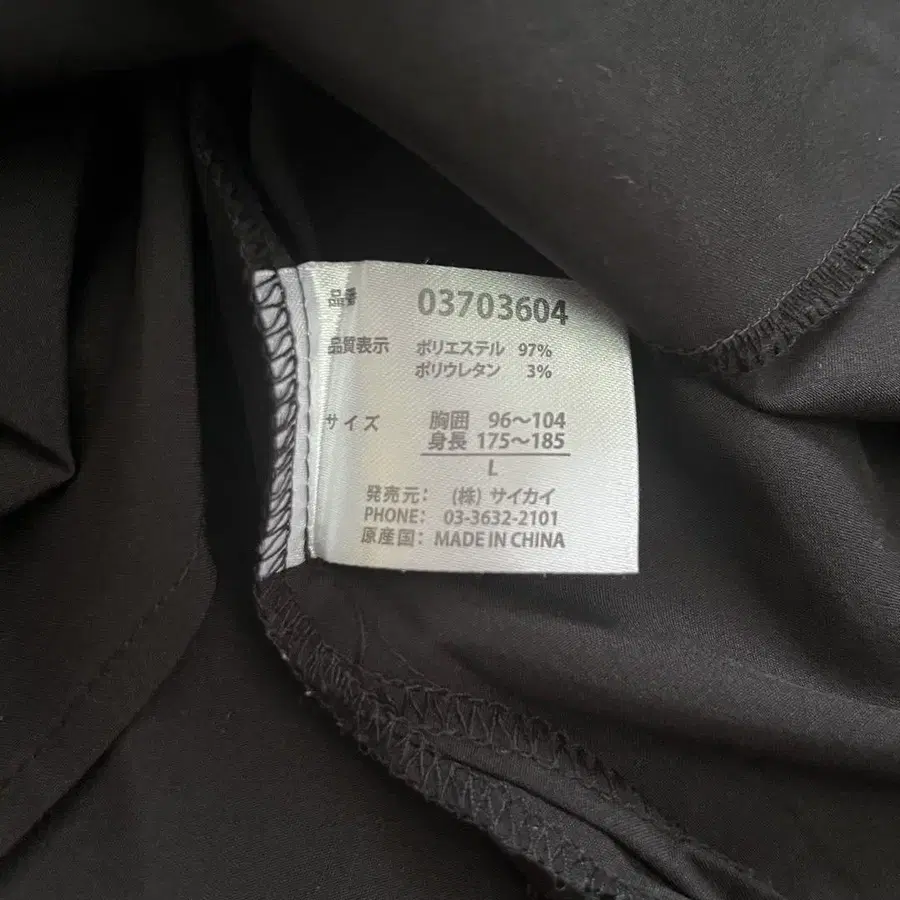 品番 03703604
品質表示 ポリエステル 97%
ポリウレタン 3%
サイズ 胸囲 96〜104
身長 175〜185
L
発売元: (株) サイカイ
PHONE: 03-3632-2101
原産国: MADE IN CHINA